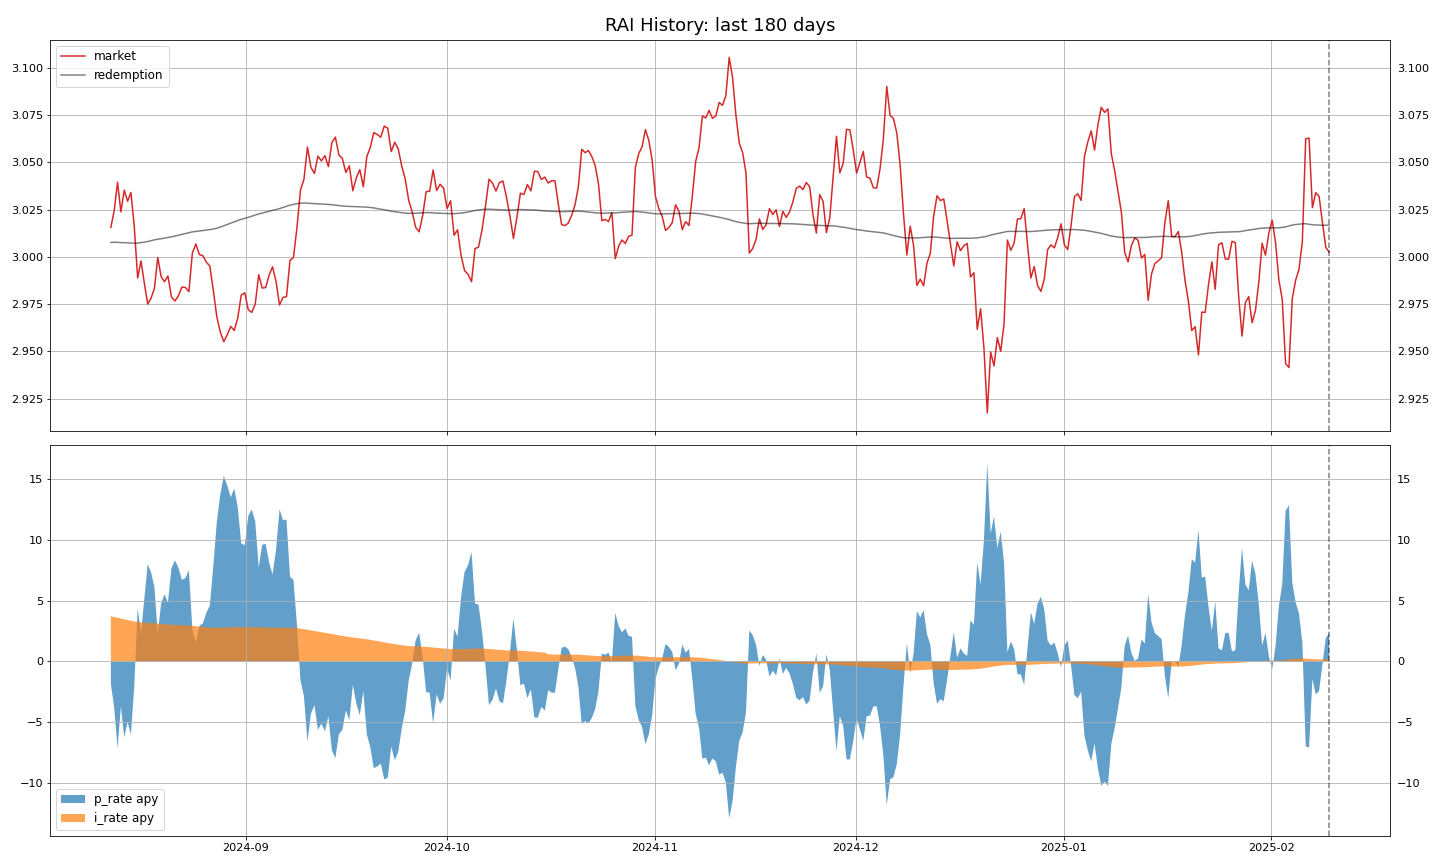 RAI History: last 180 days
market
redemption
3.100 3.100
3.075 3.075
3.050 3.050
3.025 3.025
3.000 3.000
2.975 2.975
2.950 2.950
2.925 2.925
15 15
10 10
5 5
0 0
−5 −5
−10 −10
p_rate apy
i_rate apy
2024-09 2024-10 2024-11 2024-12 2025-01 2025-02